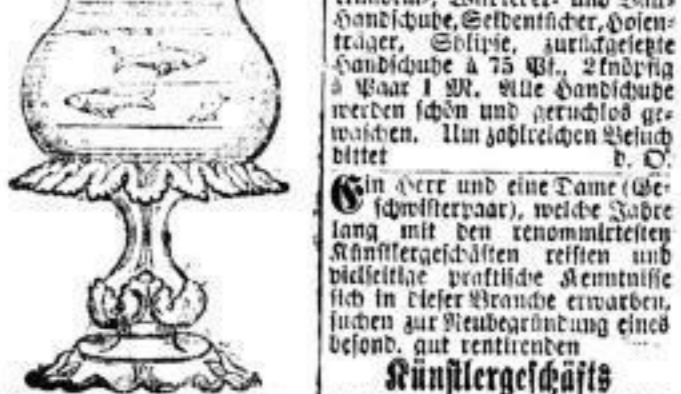 Handschuhe, Seidentücher, Hosen-
träger, Shlipse, zurückgesetzte
Handschuhe à 75 Pf., 2knöpfig
à Paar 1 M. Alle Handschuhe
werden schön und geruchlos ge-
waschen. Um zahlreichen Besuch
bittet d. O.
Ein Herr und eine Dame (Ge-
schwisterpaar), welche Jahre
lang mit den renommirtesten
Künstlergeschäften reisten und
vielseitige praktische Kenntnisse
sich in dieser Branche erwarben,
suchen zur Neubegründung eines
besond. gut rentirenden
Künstlergeschäfts